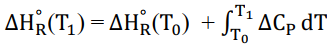 ΔH°R(T₁) = ΔH°R(T₀) + ∫T₀T₁ ΔCP dT